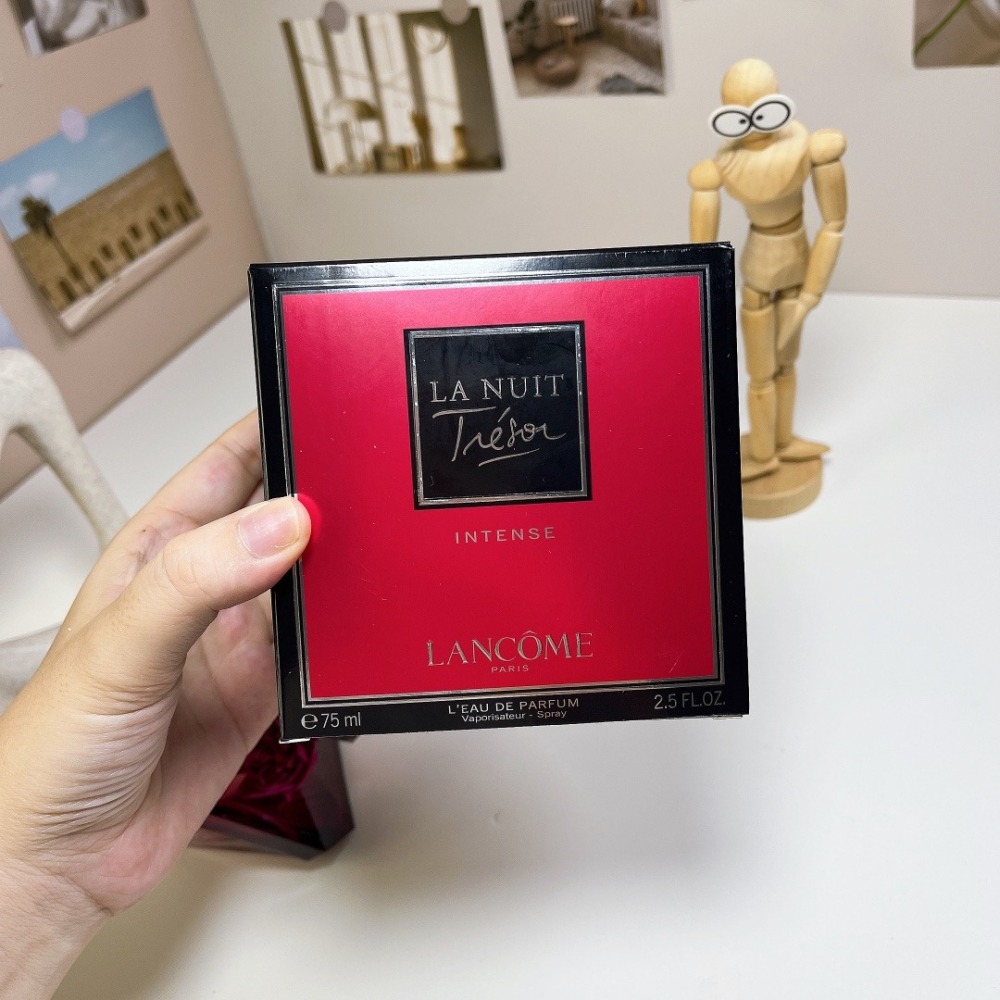 LA NUIT
Trésor
INTENSE
LANCÔME
PARIS
L'EAU DE PARFUM
Vaporisateur - Spray
e 75 ml
2.5 FL.OZ.